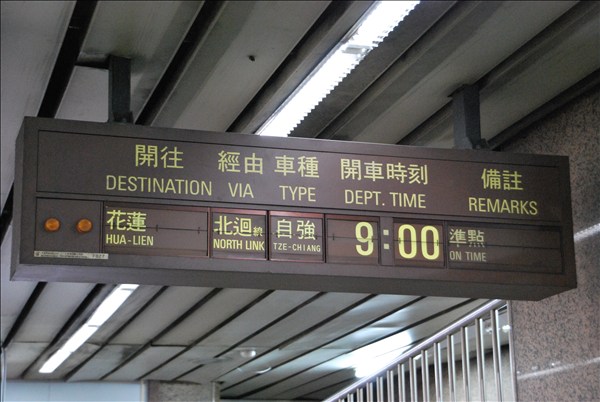 開往 經由 車種 開車時刻 備註
DESTINATION VIA TYPE DEPT. TIME REMARKS
花蓮 北迴 自強 9:00 準點
HUA-LIEN NORTH LINK TZE-CHIANG ON TIME